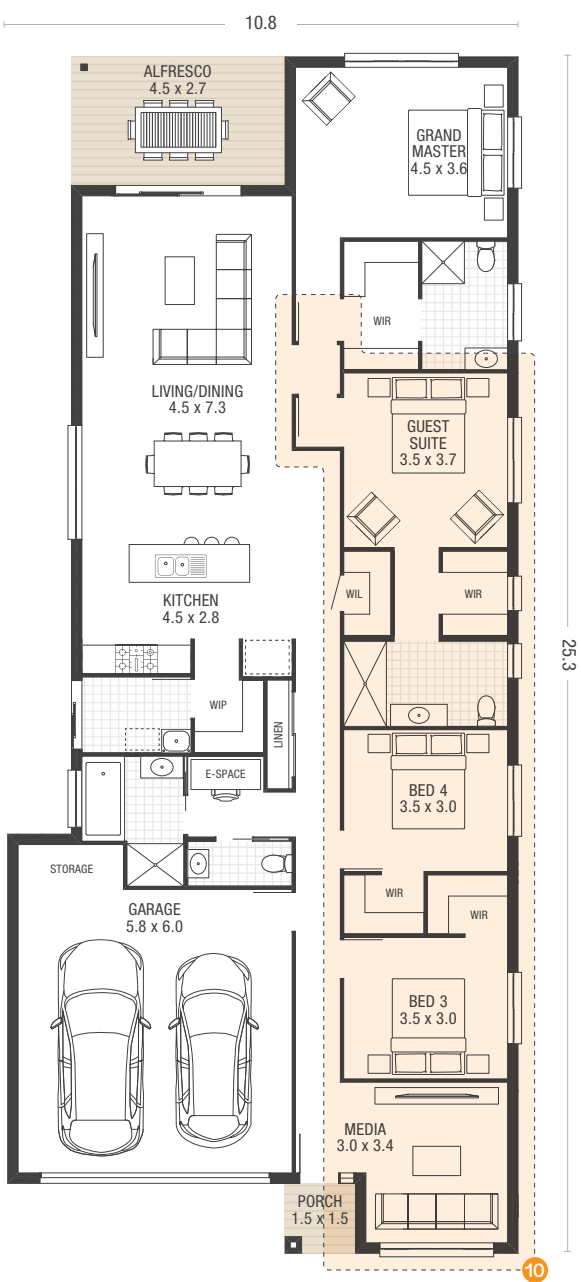 10.8
ALFRESCO
4.5 x 2.7
GRAND
MASTER
4.5 x 3.6
WIR
LIVING/DINING
4.5 x 7.3
GUEST
SUITE
3.5 x 3.7
KITCHEN
4.5 x 2.8
WIL
WIR
25.3
WIP
LINEN
E-SPACE
BED 4
3.5 x 3.0
STORAGE
WIR
WIR
GARAGE
5.8 x 6.0
BED 3
3.5 x 3.0
MEDIA
3.0 x 3.4
PORCH
1.5 x 1.5
10